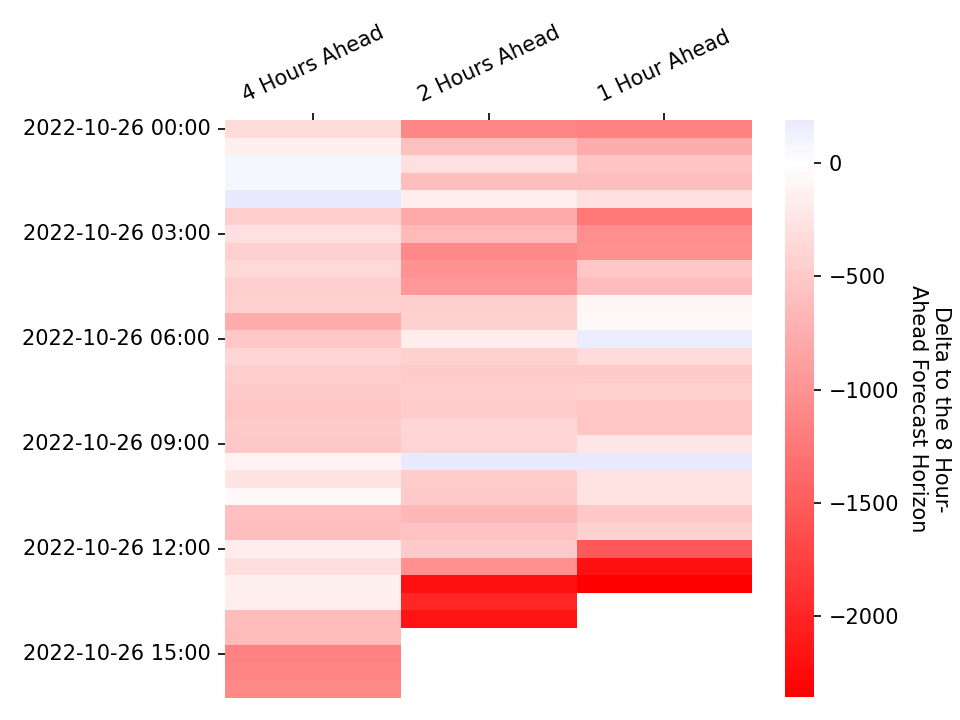 4 Hours Ahead
2 Hours Ahead
1 Hour Ahead
2022-10-26 00:00
2022-10-26 03:00
2022-10-26 06:00
2022-10-26 09:00
2022-10-26 12:00
2022-10-26 15:00
0
−500
−1000
−1500
−2000
Delta to the 8 Hour-
Ahead Forecast Horizon